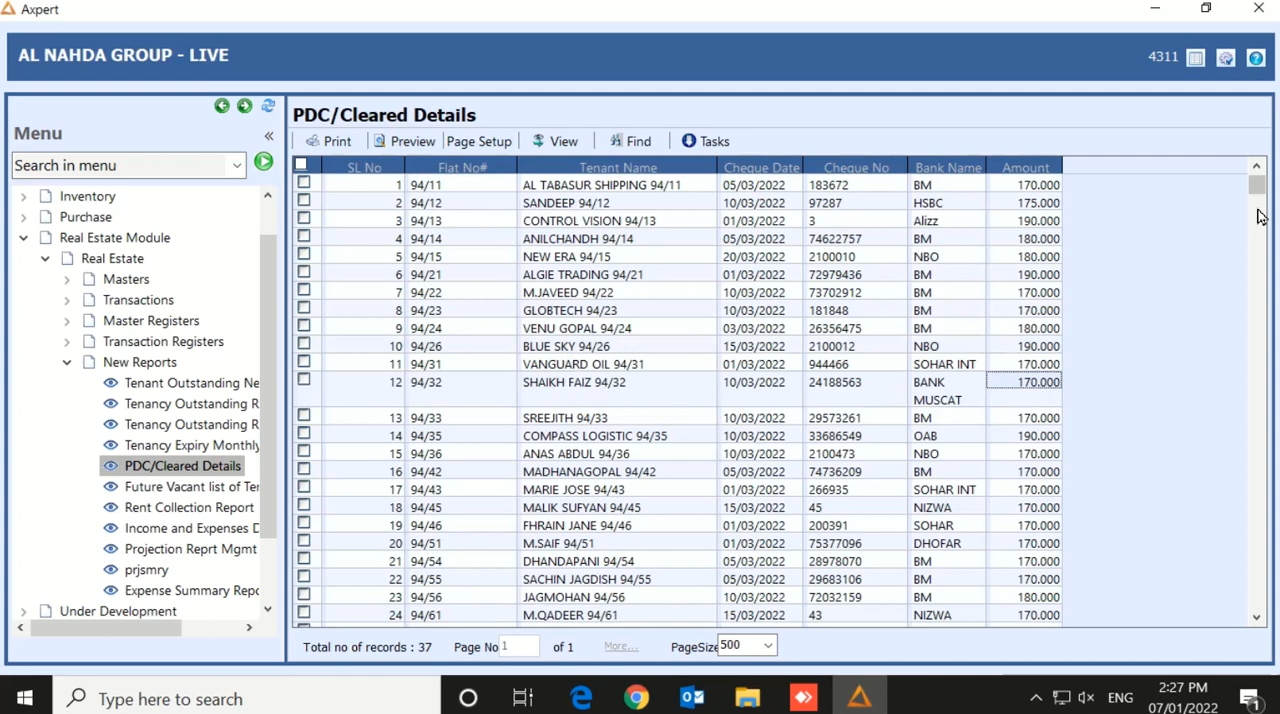 Axpert
AL NAHDA GROUP - LIVE
4311
Menu
Search in menu
Inventory
Purchase
Real Estate Module
Real Estate
Masters
Transactions
Master Registers
Transaction Registers
New Reports
Tenant Outstanding Ne
Tenancy Outstanding R
Tenancy Outstanding R
Tenancy Expiry Monthly
PDC/Cleared Details
Future Vacant list of Ter
Rent Collection Report
Income and Expenses D
Projection Reprt Mgmt
prjsmry
Expense Summary Repo
Under Development
PDC/Cleared Details
Print Preview Page Setup View Find Tasks
SL No Flat No# Tenant Name Cheque Date Cheque No Bank Name Amount
1 94/11 AL TABASUR SHIPPING 94/11 05/03/2022 183672 BM 170.000
2 94/12 SANDEEP 94/12 10/03/2022 97287 HSBC 175.000
3 94/13 CONTROL VISION 94/13 01/03/2022 3 Alizz 190.000
4 94/14 ANILCHANDH 94/14 05/03/2022 74622757 BM 180.000
5 94/15 NEW ERA 94/15 20/03/2022 2100010 NBO 180.000
6 94/21 ALGIE TRADING 94/21 01/03/2022 72979436 BM 190.000
7 94/22 M.JAVEED 94/22 10/03/2022 73702912 BM 170.000
8 94/23 GLOBTECH 94/23 10/03/2022 181848 BM 170.000
9 94/24 VENU GOPAL 94/24 03/03/2022 26356475 BM 180.000
10 94/26 BLUE SKY 94/26 15/03/2022 2100012 NBO 190.000
11 94/31 VANGUARD OIL 94/31 01/03/2022 944466 SOHAR INT 170.000
12 94/32 SHAIKH FAIZ 94/32 10/03/2022 24188563 BANK MUSCAT 170.000
13 94/33 SREEJITH 94/33 10/03/2022 29573261 BM 170.000
14 94/35 COMPASS LOGISTIC 94/35 10/03/2022 33686549 OAB 190.000
15 94/36 ANAS ABDUL 94/36 10/03/2022 2100473 NBO 170.000
16 94/42 MADHANAGOPAL 94/42 05/03/2022 74736209 BM 170.000
17 94/43 MARIE JOSE 94/43 01/03/2022 266935 SOHAR INT 170.000
18 94/45 MALIK SUFYAN 94/45 15/03/2022 45 NIZWA 170.000
19 94/46 FHRAIN JANE 94/46 01/03/2022 200391 SOHAR 170.000
20 94/51 M.SAIF 94/51 01/03/2022 75377096 DHOFAR 170.000
21 94/54 DHANDAPANI 94/54 05/03/2022 28978070 BM 170.000
22 94/55 SACHIN JAGDISH 94/55 05/03/2022 29683106 BM 170.000
23 94/56 JAGMOHAN 94/56 10/03/2022 72032159 BM 180.000
24 94/61 M.QADEER 94/61 15/03/2022 43 NIZWA 170.000
Total no of records : 37 Page No 1 of 1 More... PageSize 500
Type here to search
ENG
2:27 PM
07/01/2022
1